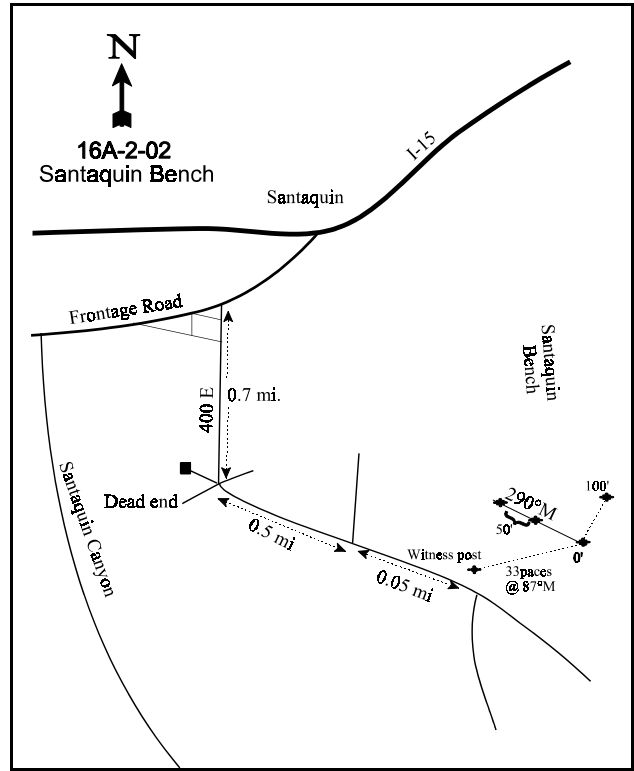 N
16A-2-02
Santaquin Bench
I-15
Santaquin
Frontage Road
Santaquin
Bench
400 E
0.7 mi.
Santaquin Canyon
Dead end
0.5 mi
0.05 mi
Witness post
33paces
@ 87°M
290°M
50'
100'
0'